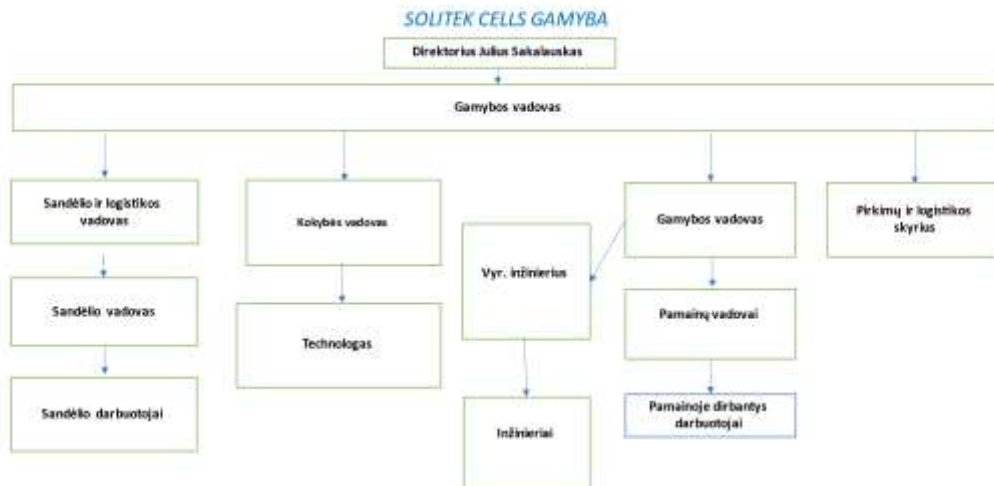 SOLITEK CELLS GAMYBA
Direktorius Julius Sakalauskas
Gamybos vadovas
Sandėlio ir logistikos
vadovas
Kokybės vadovas
Gamybos vadovas
Pirkimų ir logistikos
skyrius
Vyr. inžinierius
Sandėlio vadovas
Technologas
Pamainų vadovai
Sandėlio darbuotojai
Inžinieriai
Pamainoje dirbantys
darbuotojai